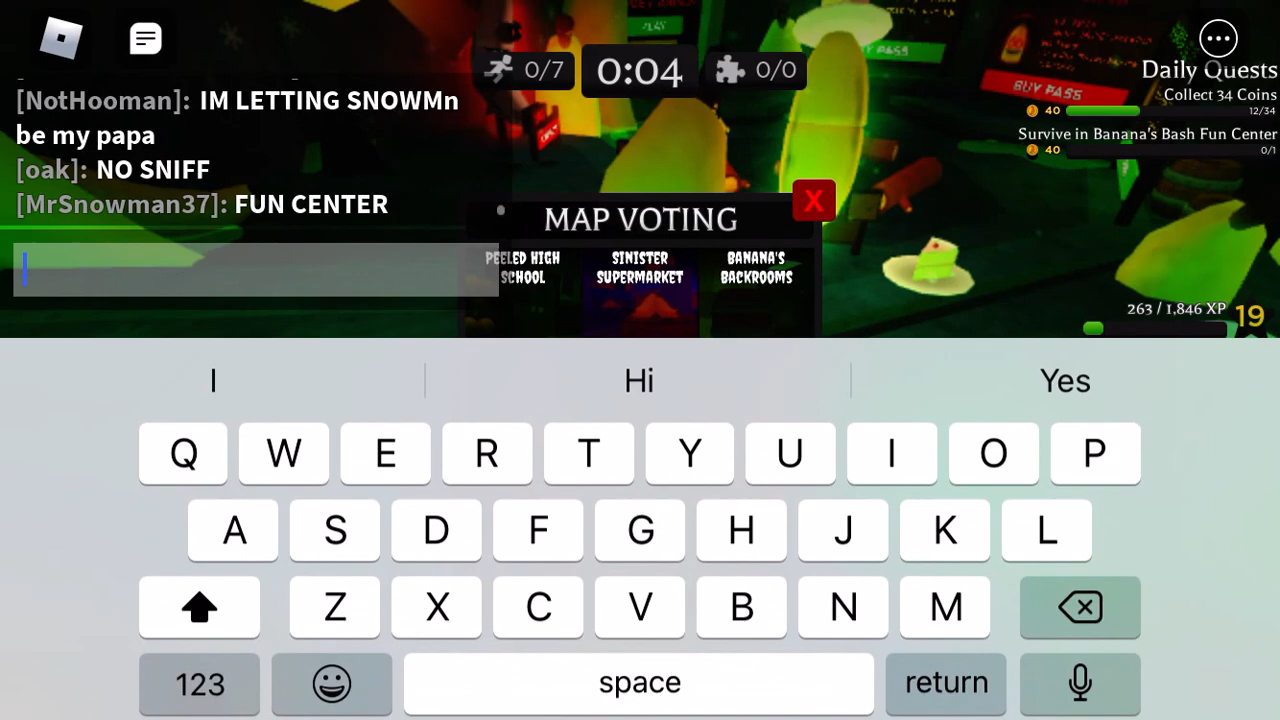 0/7
0:04
0/0
PLAY
PASS
BUY PASS
Daily Quests
Collect 34 Coins
40
12/34
Survive in Banana's Bash Fun Center
40
0/1
[NotHooman]: IM LETTING SNOWMn
be my papa
[oak]: NO SNIFF
[MrSnowman37]: FUN CENTER
X
MAP VOTING
PEELED HIGH
SCHOOL
SINISTER
SUPERMARKET
BANANA'S
BACKROOMS
263 / 1,846 XP
19
I
Hi
Yes
Q W E R T Y U I O P
A S D F G H J K L
Z X C V B N M
123
space
return